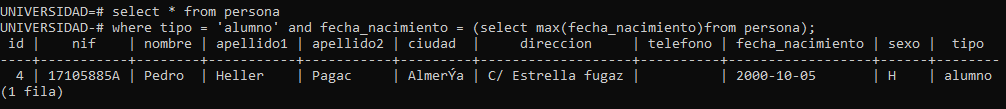 UNIVERSIDAD=# select * from persona
UNIVERSIDAD-# where tipo = 'alumno' and fecha_nacimiento = (select max(fecha_nacimiento)from persona);
 id |    nif    | nombre | apellido1 | apellido2 | ciudad  |     direccion     | telefono | fecha_nacimiento | sexo |  tipo
----+-----------+--------+-----------+-----------+---------+-------------------+----------+------------------+------+--------
  4 | 17105885A | Pedro  | Heller    | Pagac     | AlmerÝa | C/ Estrella fugaz |          | 2000-10-05       | H    | alumno
(1 fila)